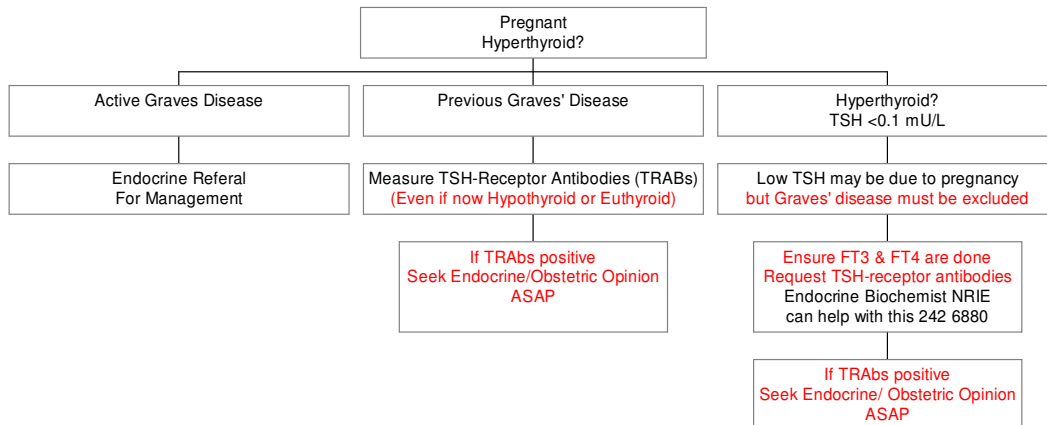 Pregnant
Hyperthyroid?
Active Graves Disease
Previous Graves' Disease
Hyperthyroid?
TSH <0.1 mU/L
Endocrine Referal
For Management
Measure TSH-Receptor Antibodies (TRABs)
(Even if now Hypothyroid or Euthyroid)
Low TSH may be due to pregnancy
but Graves' disease must be excluded
If TRAbs positive
Seek Endocrine/Obstetric Opinion
ASAP
Ensure FT3 & FT4 are done
Request TSH-receptor antibodies
Endocrine Biochemist NRIE
can help with this 242 6880
If TRAbs positive
Seek Endocrine/ Obstetric Opinion
ASAP